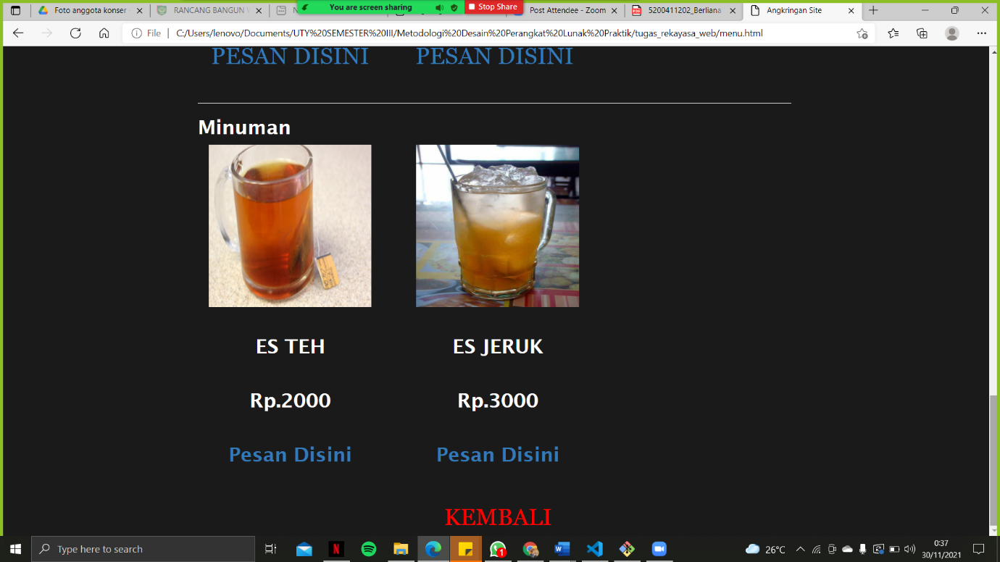 Foto anggota konser
RANCANG BANGUN
You are screen sharing
Stop Share
Post Attendee - Zoom
5200411202_Berliana
Angkringan Site
File
C:/Users/lenovo/Documents/UTY%20SEMESTER%20III/Metodologi%20Desain%20Perangkat%20Lunak%20Praktik/tugas_rekayasa_web/menu.html
PESAN DISINI PESAN DISINI
Minuman
ES TEH ES JERUK
Rp.2000 Rp.3000
Pesan Disini Pesan Disini
KEMBALI
Type here to search
1
26°C
0:37
30/11/2021